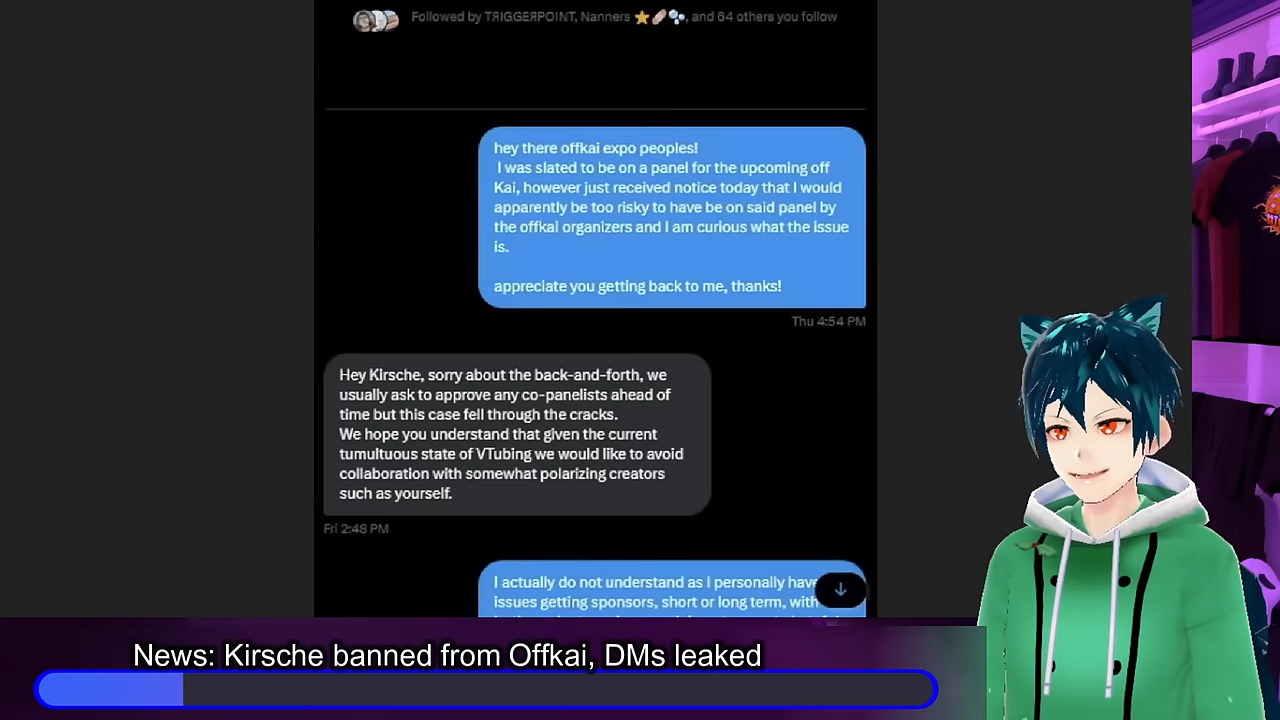 Followed by TЯIGGEЯPOINT, Nanners ⭐🩹🫧, and 64 others you follow
hey there offkai expo peoples!
I was slated to be on a panel for the upcoming off
Kai, however just received notice today that I would
apparently be too risky to have be on said panel by
the offkai organizers and I am curious what the issue
is.
appreciate you getting back to me, thanks!
Thu 4:54 PM
Hey Kirsche, sorry about the back-and-forth, we
usually ask to approve any co-panelists ahead of
time but this case fell through the cracks.
We hope you understand that given the current
tumultuous state of VTubing we would like to avoid
collaboration with somewhat polarizing creators
such as yourself.
Fri 2:48 PM
I actually do not understand as I personally have
issues getting sponsors, short or long term, with
News: Kirsche banned from Offkai, DMs leaked